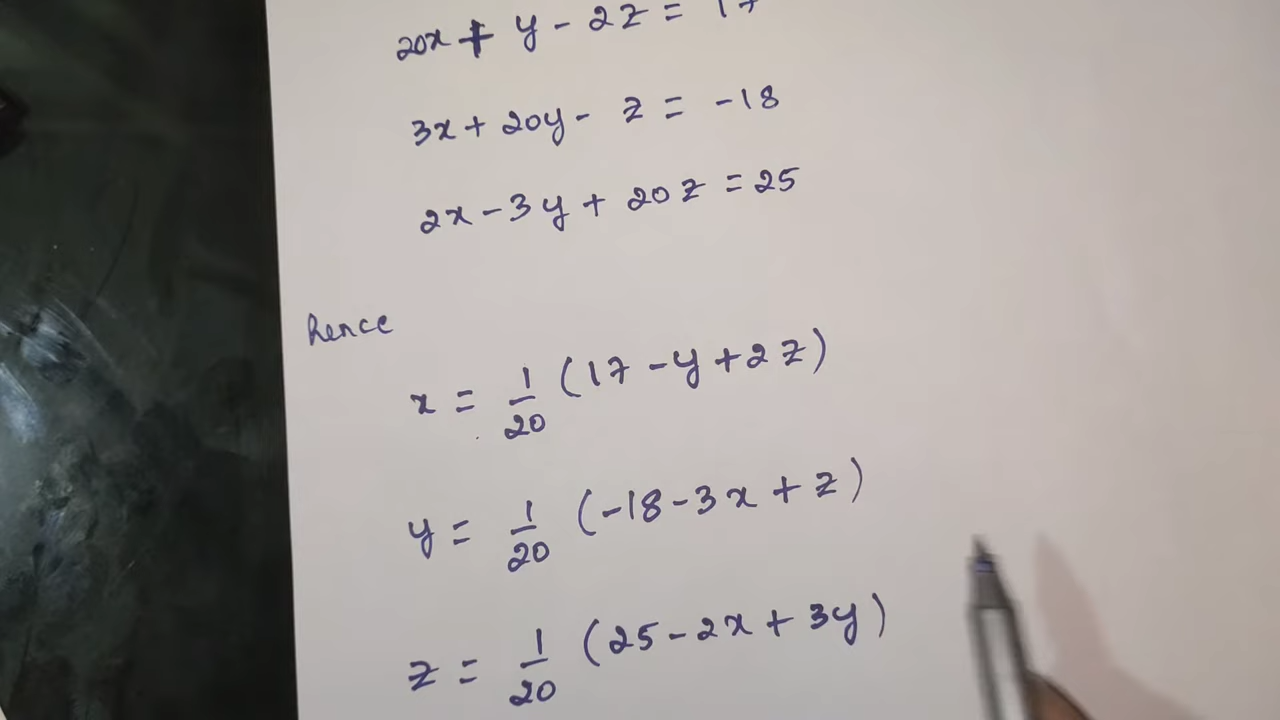 20x + y - 2z = 17
3x + 20y - z = -18
2x - 3y + 20z = 25
Hence
x = 1/20 (17 - y + 2z)
y = 1/20 (-18 - 3x + z)
z = 1/20 (25 - 2x + 3y)